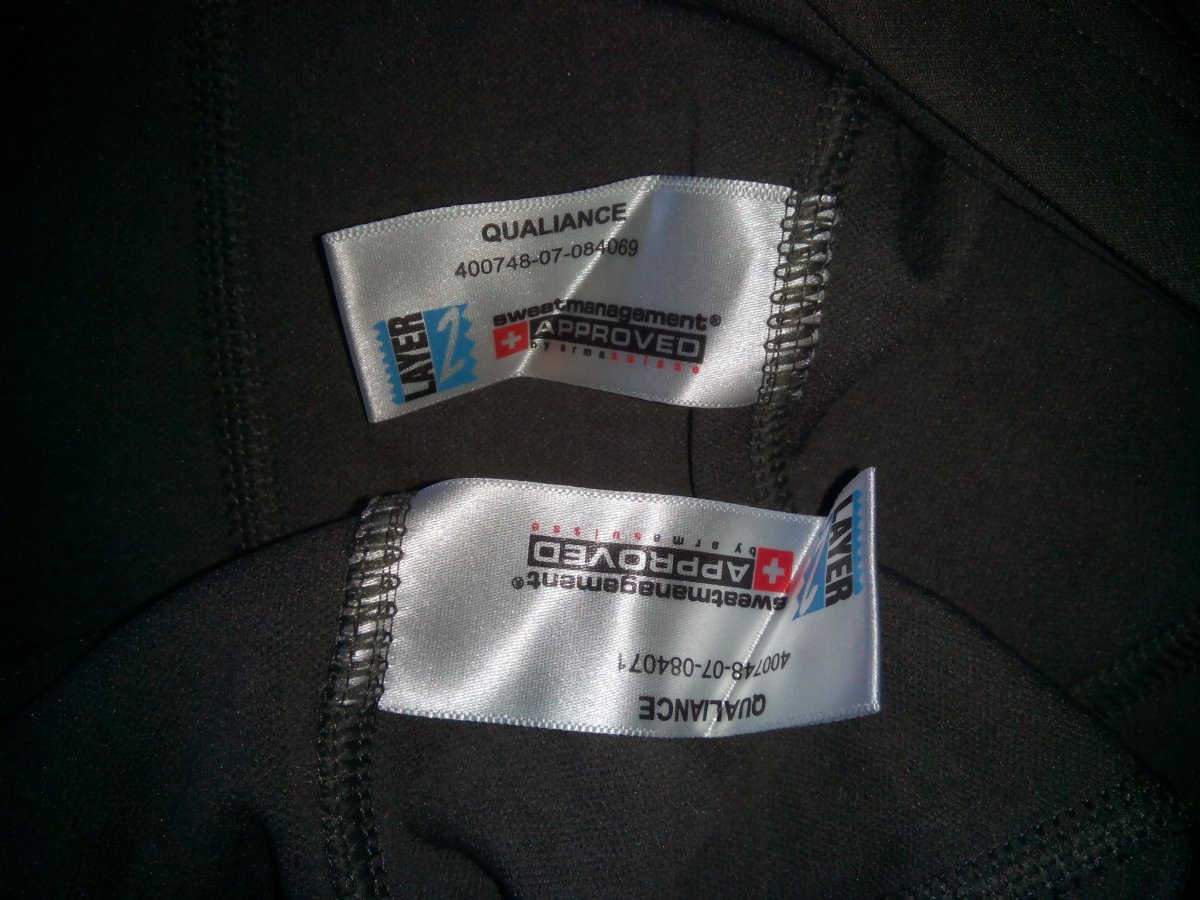 QUALIANCE
400748-07-084069
LAYER 2
sweatmanagement®
APPROVED
by armasuisse
QUALIANCE
400748-07-084071
LAYER 2
sweatmanagement®
APPROVED
by armasuisse